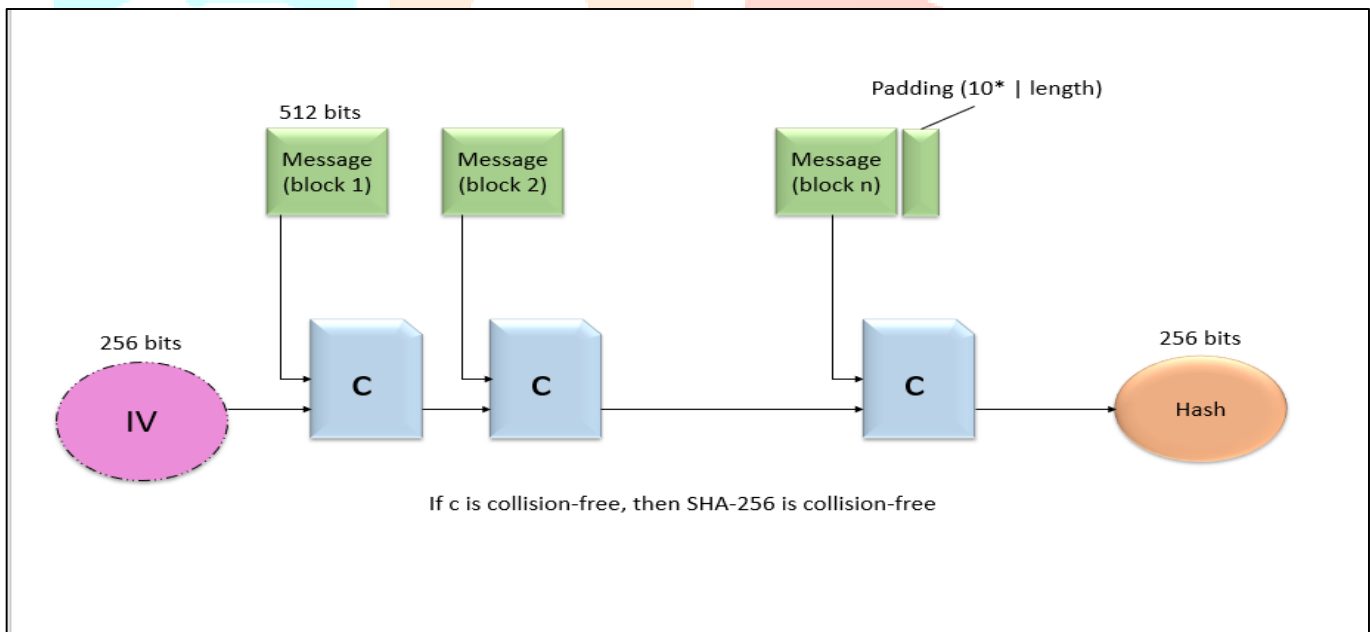 Padding (10* | length)
512 bits
Message
(block 1)
Message
(block 2)
Message
(block n)
256 bits
IV
C
C
C
256 bits
Hash
If c is collision-free, then SHA-256 is collision-free